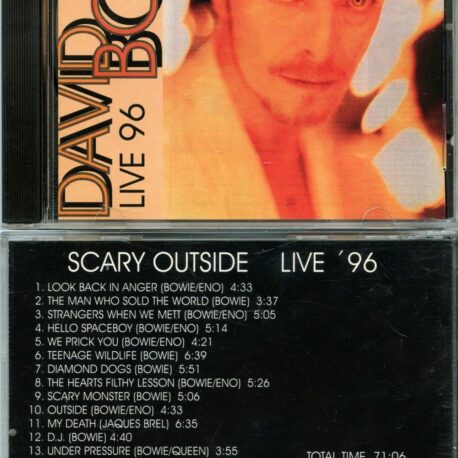 DAVID BO
LIVE 96
SCARY OUTSIDE LIVE ´96
1. LOOK BACK IN ANGER (BOWIE/ENO) 4:33
2. THE MAN WHO SOLD THE WORLD (BOWIE) 3:37
3. STRANGERS WHEN WE METT (BOWIE/ENO) 5:05
4. HELLO SPACEBOY (BOWIE/ENO) 5:14
5. WE PRICK YOU (BOWIE/ENO) 4:21
6. TEENAGE WILDLIFE (BOWIE) 6:39
7. DIAMOND DOGS (BOWIE) 5:51
8. THE HEARTS FILTHY LESSON (BOWIE/ENO) 5:26
9. SCARY MONSTER (BOWIE) 5:06
10. OUTSIDE (BOWIE/ENO) 4:33
11. MY DEATH (JAQUES BREL) 6:35
12. D.J. (BOWIE) 4:40
13. UNDER PRESSURE (BOWIE/QUEEN) 3:55
TOTAL TIME 71:06